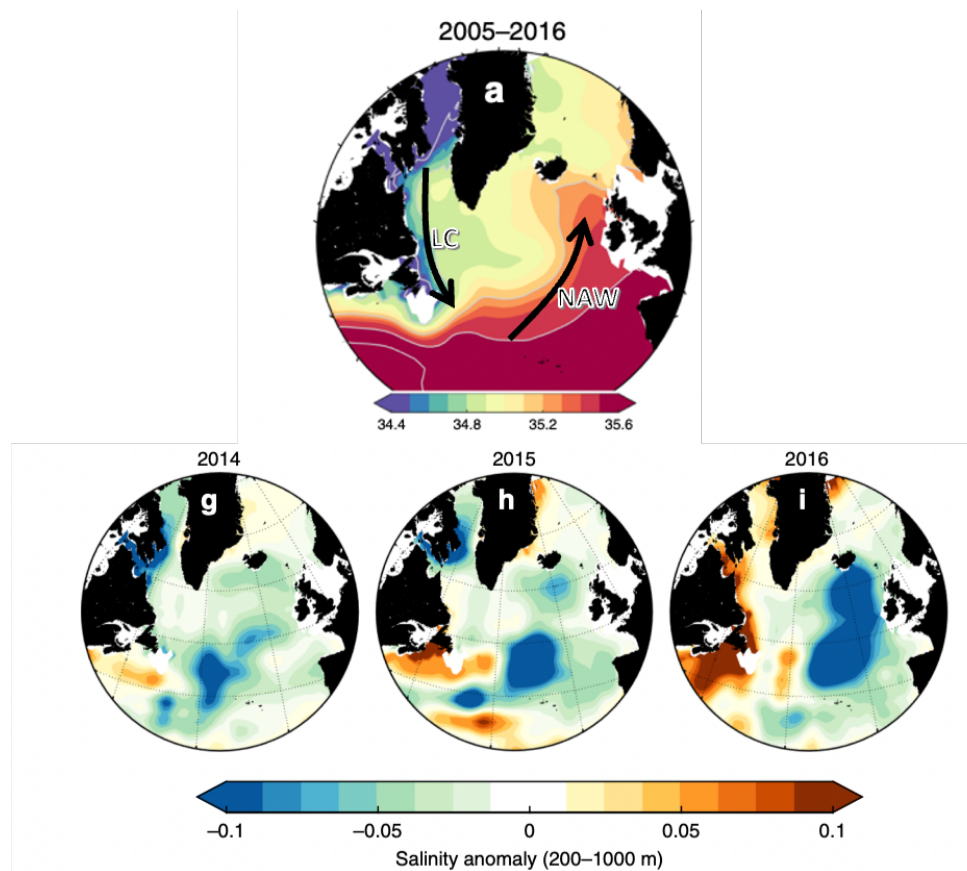 2005–2016
a
LC
NAW
34.4 34.8 35.2 35.6
2014 2015 2016
g h i
−0.1 −0.05 0 0.05 0.1
Salinity anomaly (200–1000 m)